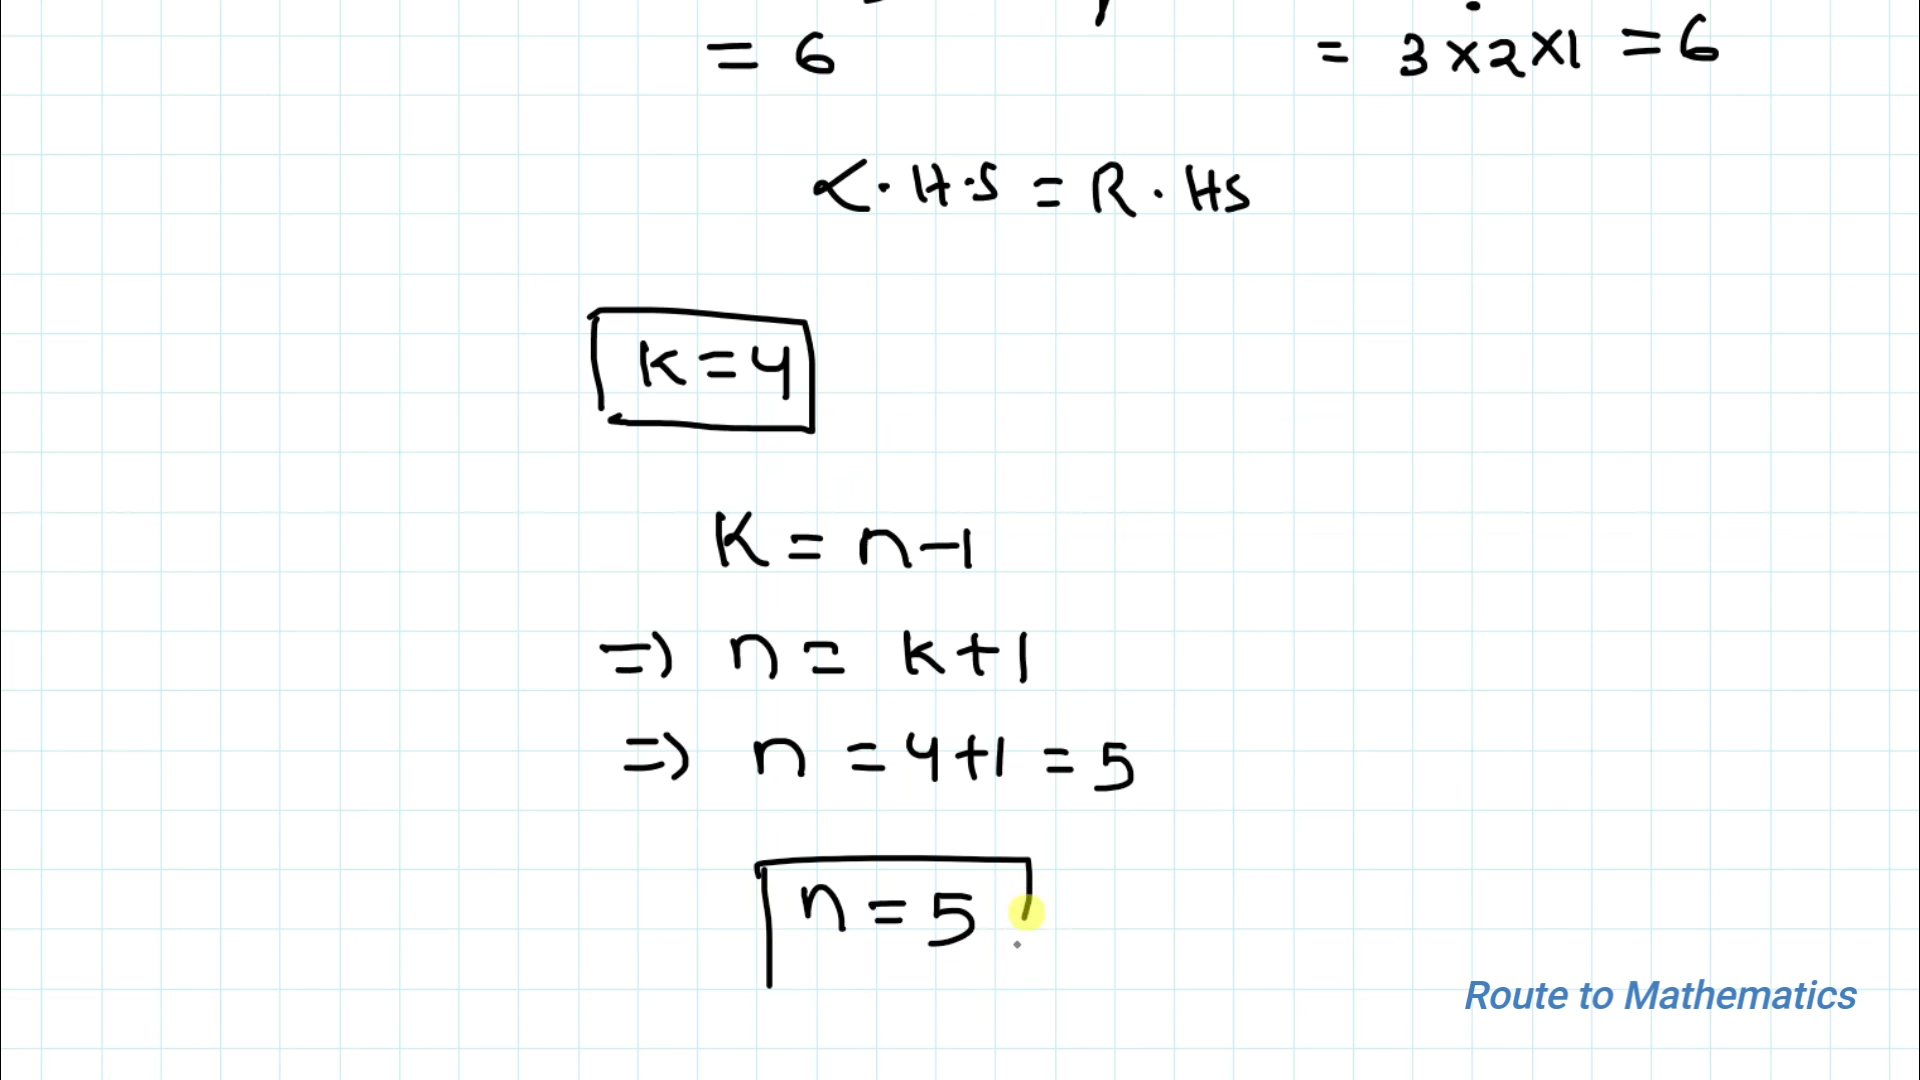 = 6
= 3×2×1 = 6
L.H.S = R.HS
k=4
K = n-1
=) n = k+1
=) n = 4+1 = 5
n = 5
Route to Mathematics